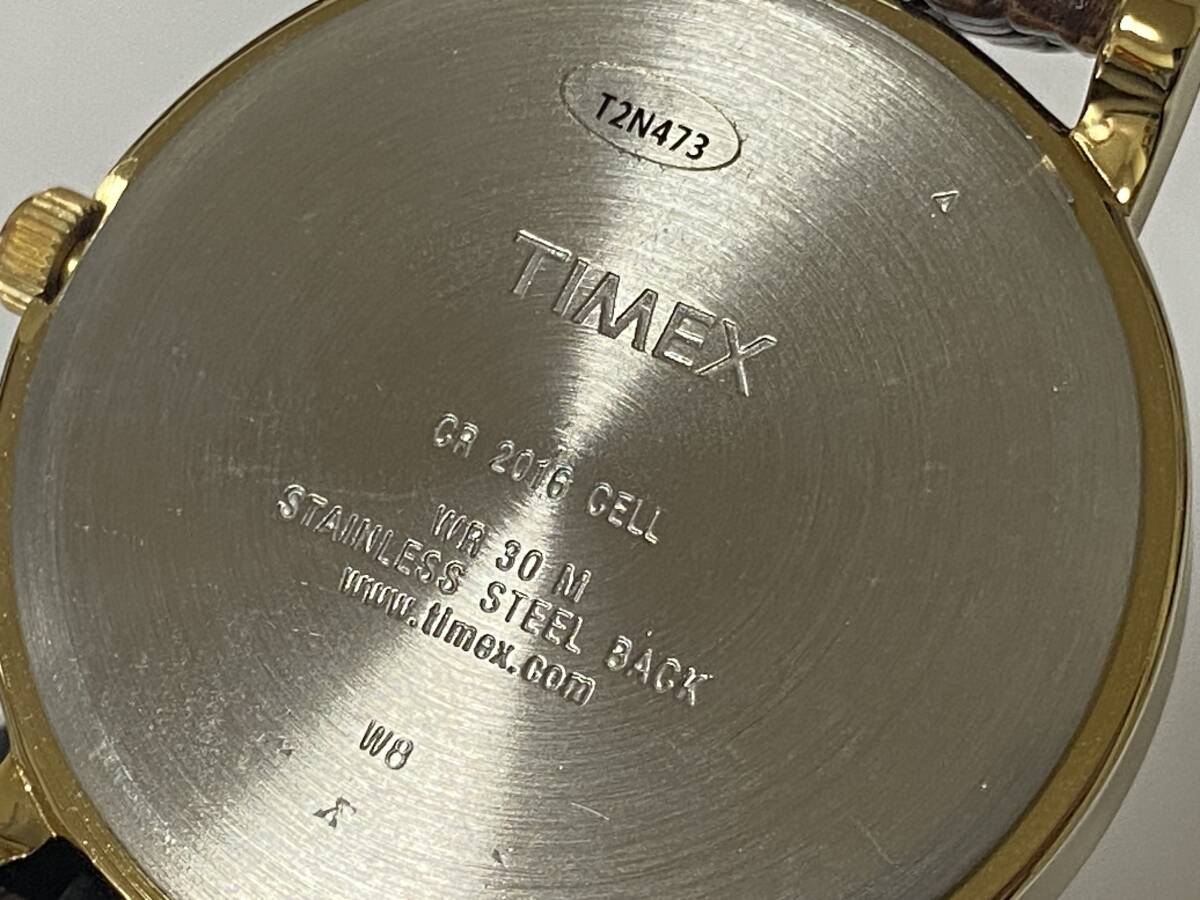 T2N473
TIMEX
CR 2016 CELL
WR 30 M
STAINLESS STEEL BACK
www.timex.com
W8